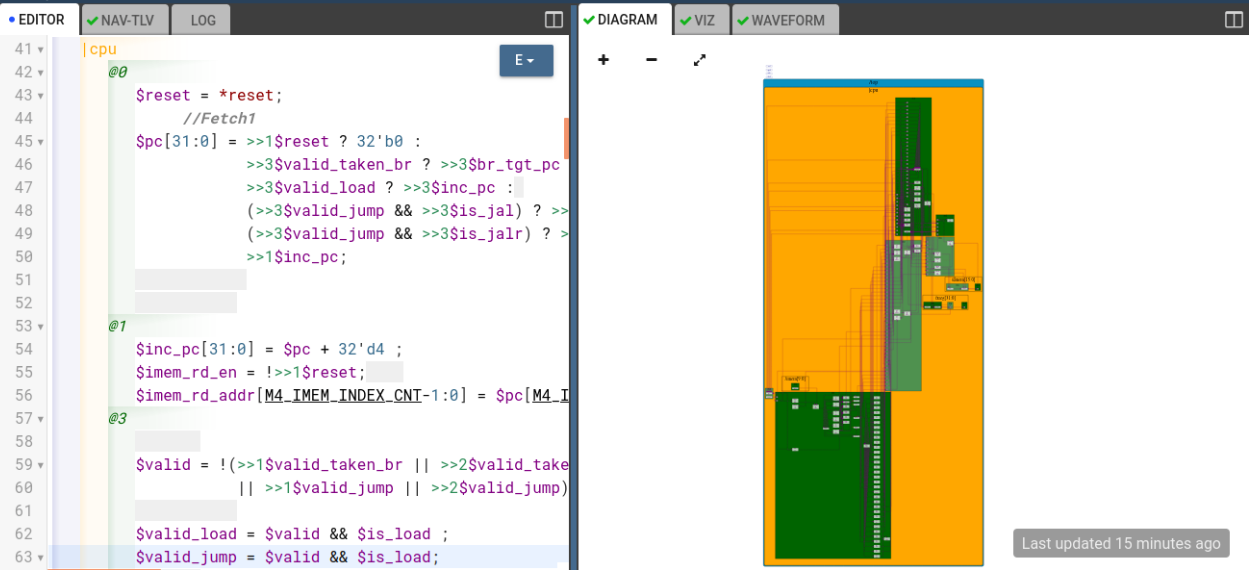 EDITOR
NAV-TLV
LOG
DIAGRAM
VIZ
WAVEFORM
E
41 |cpu
42 @0
43 $reset = *reset;
44 //Fetch1
45 $pc[31:0] = >>1$reset ? 32'b0 :
46 >>3$valid_taken_br ? >>3$br_tgt_pc
47 >>3$valid_load ? >>3$inc_pc :
48 (>>3$valid_jump && >>3$is_jal) ? >>
49 (>>3$valid_jump && >>3$is_jalr) ? >
50 >>1$inc_pc;
51
52
53 @1
54 $inc_pc[31:0] = $pc + 32'd4 ;
55 $imem_rd_en = !>>1$reset;
56 $imem_rd_addr[M4_IMEM_INDEX_CNT-1:0] = $pc[M4_I
57 @3
58
59 $valid = !(>>1$valid_taken_br || >>2$valid_take
60 || >>1$valid_jump || >>2$valid_jump)
61
62 $valid_load = $valid && $is_load ;
63 $valid_jump = $valid && $is_load;
Last updated 15 minutes ago